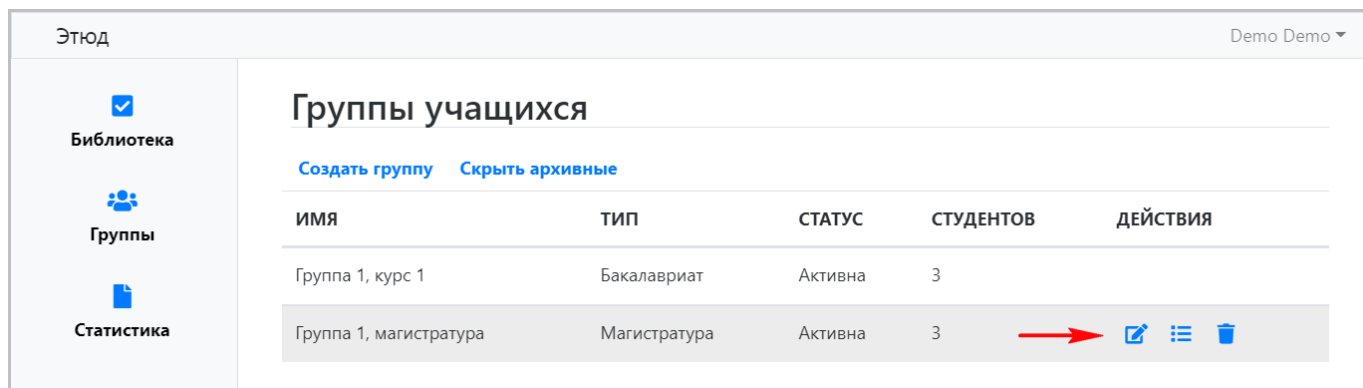 Этюд
Demo Demo
Библиотека
Группы
Статистика
Группы учащихся
Создать группу Скрыть архивные
ИМЯ ТИП СТАТУС СТУДЕНТОВ ДЕЙСТВИЯ
Группа 1, курс 1 Бакалавриат Активна 3
Группа 1, магистратура Магистратура Активна 3